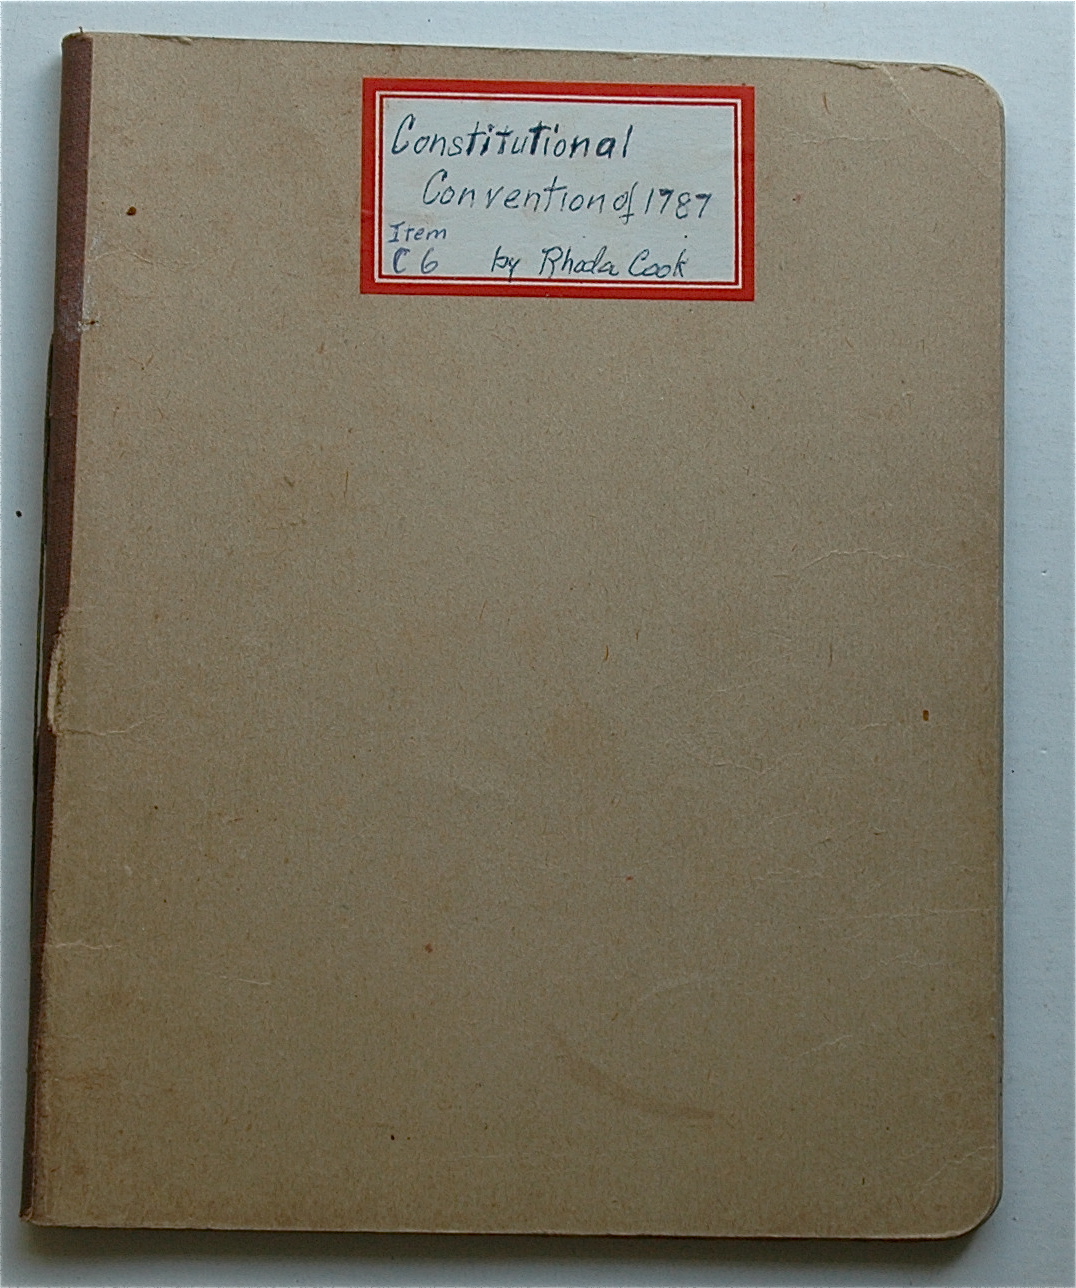 Constitutional
Convention of 1787
Item
C 6 by Rhoda Cook